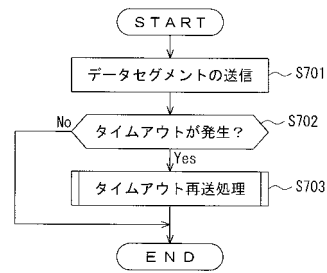 START
データセグメントの送信
S701
タイムアウトが発生?
S702
No
Yes
タイムアウト再送処理
S703
END